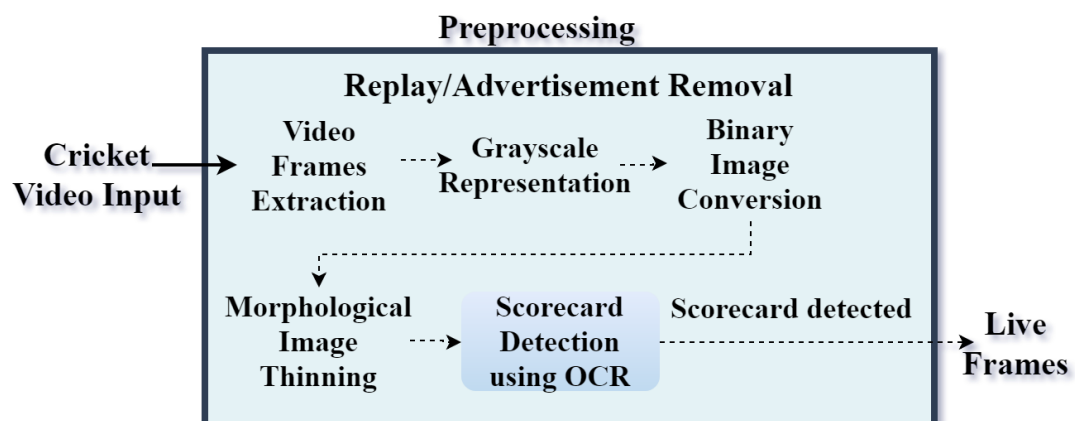 Preprocessing
Replay/Advertisement Removal
Cricket
Video Input
Video
Frames
Extraction
Grayscale
Representation
Binary
Image
Conversion
Morphological
Image
Thinning
Scorecard
Detection
using OCR
Scorecard detected
Live
Frames